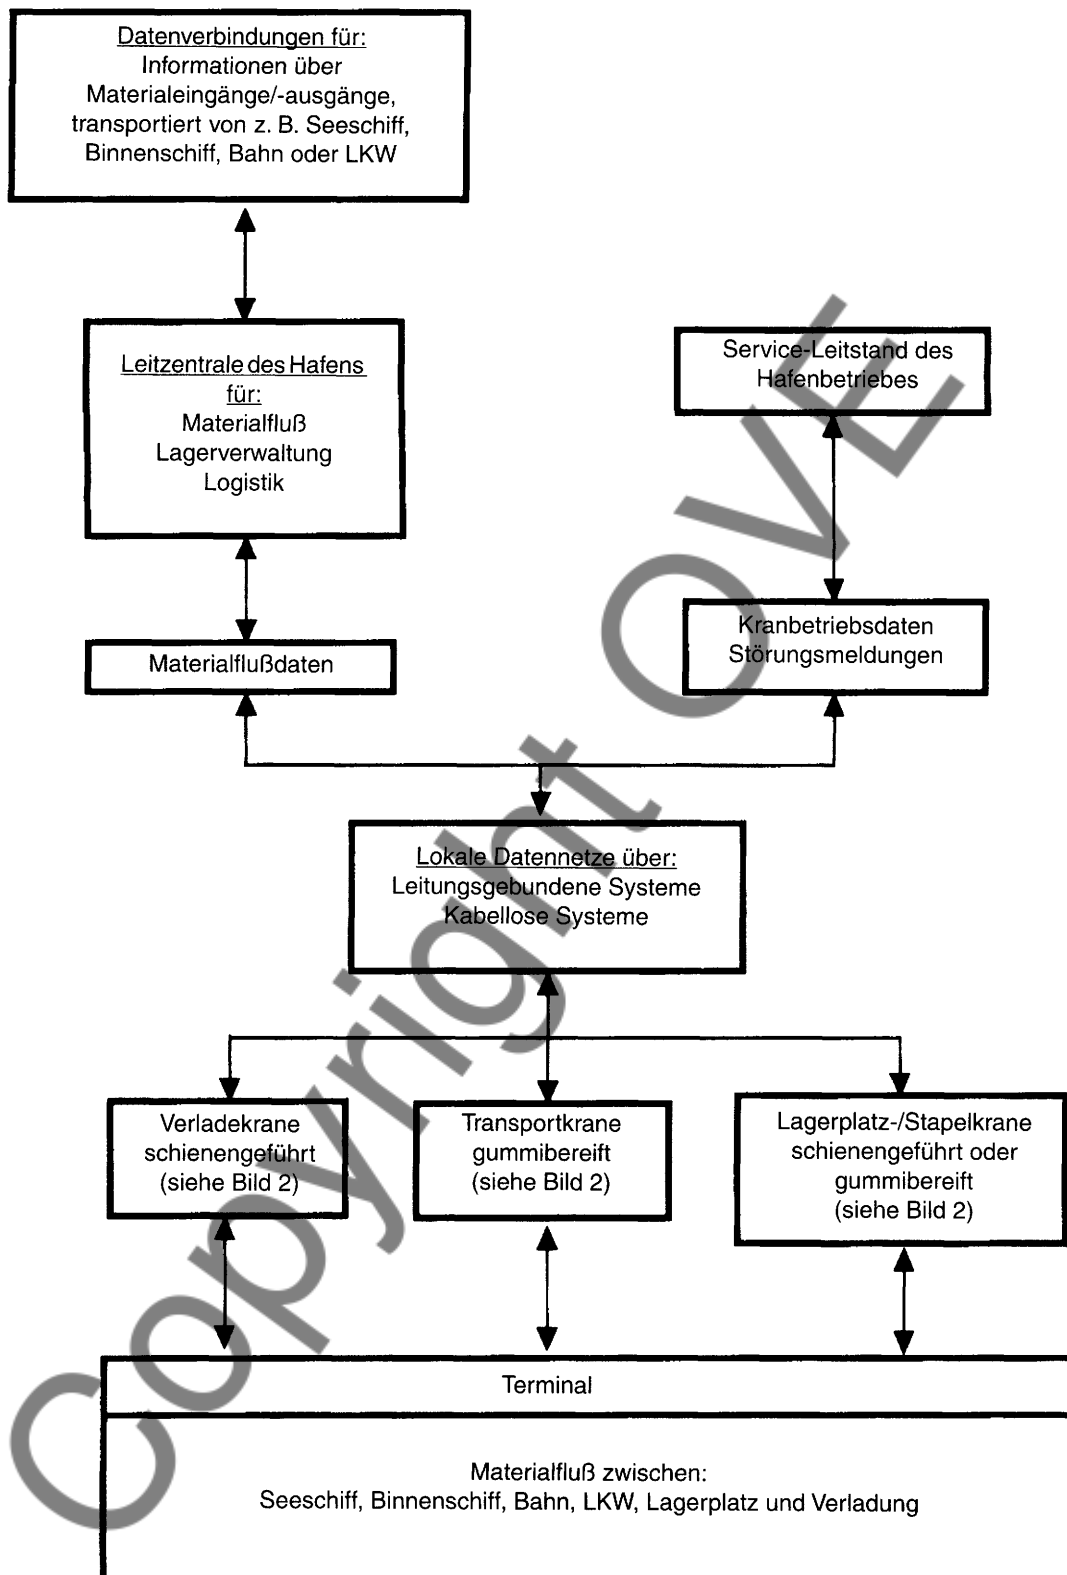 Datenverbindungen für:
Informationen über
Materialeingänge/-ausgänge,
transportiert von z. B. Seeschiff,
Binnenschiff, Bahn oder LKW
Leitzentrale des Hafens
für:
Materialfluß
Lagerverwaltung
Logistik
Service-Leitstand des
Hafenbetriebes
Materialflußdaten
Kranbetriebsdaten
Störungsmeldungen
Lokale Datennetze über:
Leitungsgebundene Systeme
Kabellose Systeme
Verladekrane
schienengeführt
(siehe Bild 2)
Transportkrane
gummibereift
(siehe Bild 2)
Lagerplatz-/Stapelkrane
schienengeführt oder
gummibereift
(siehe Bild 2)
Terminal
Materialfluß zwischen:
Seeschiff, Binnenschiff, Bahn, LKW, Lagerplatz und Verladung
Copyright OVE